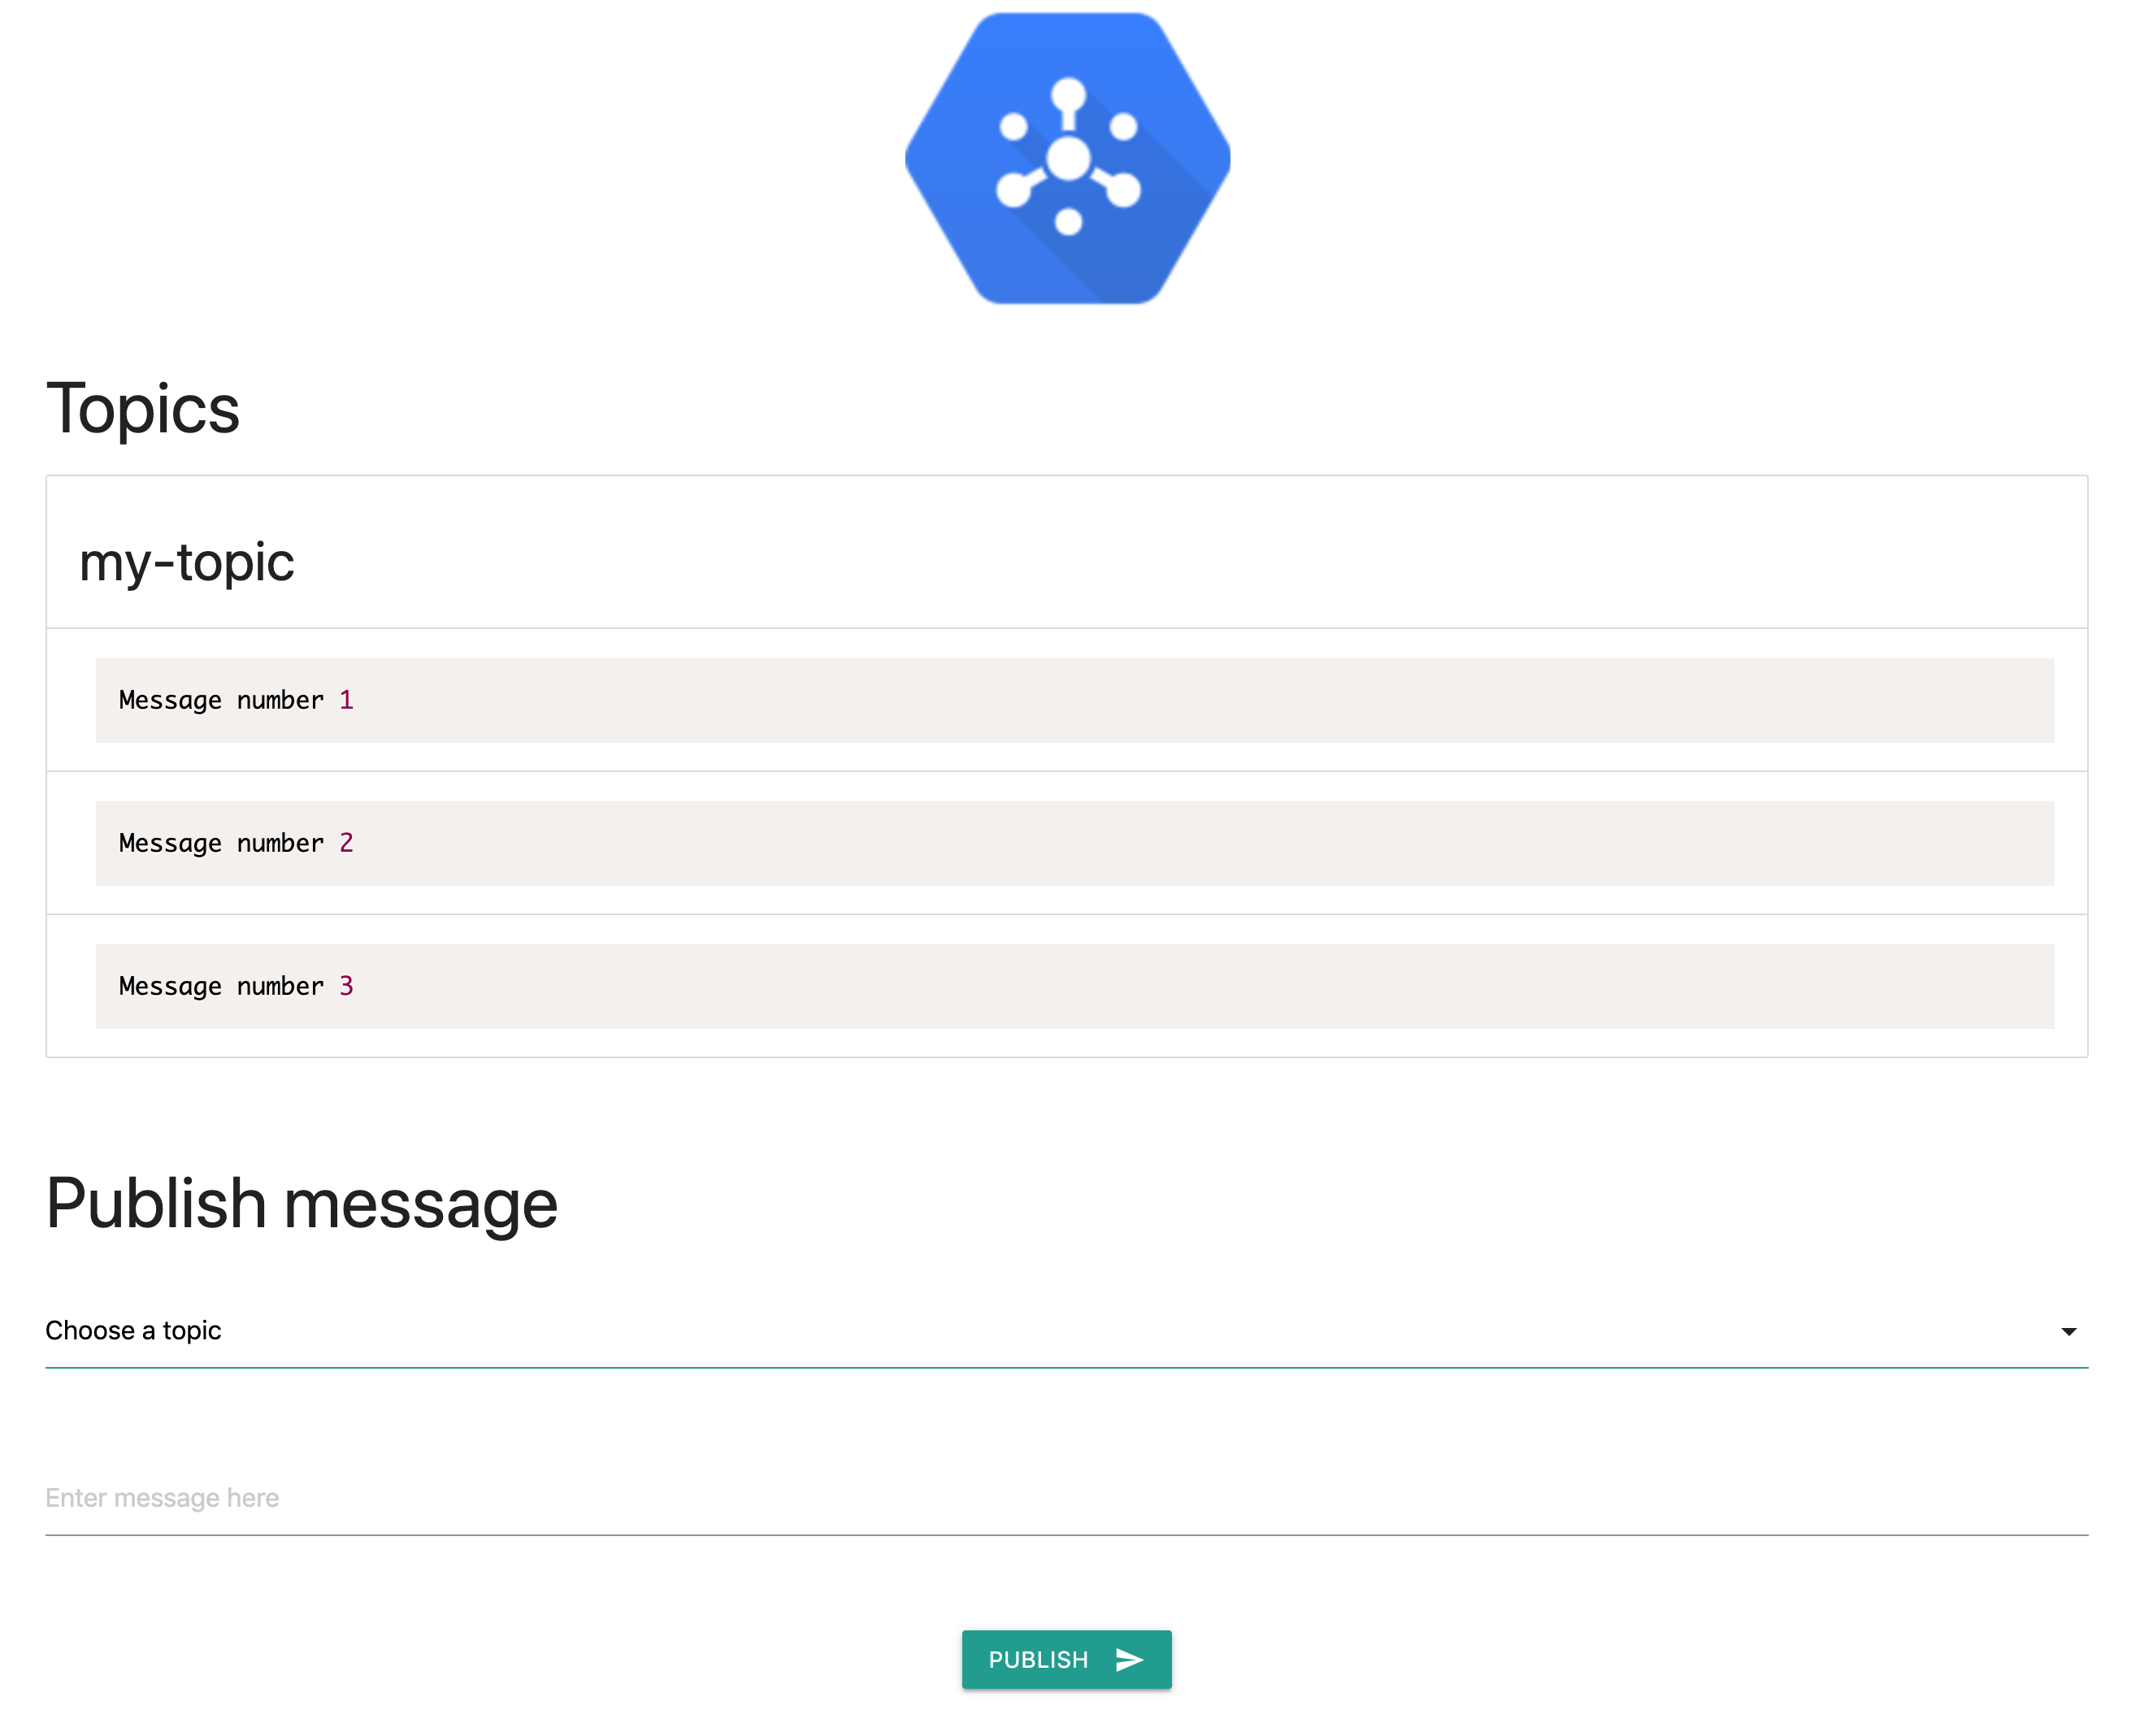 Topics
my-topic
Message number 1
Message number 2
Message number 3
Publish message
Choose a topic
Enter message here
PUBLISH